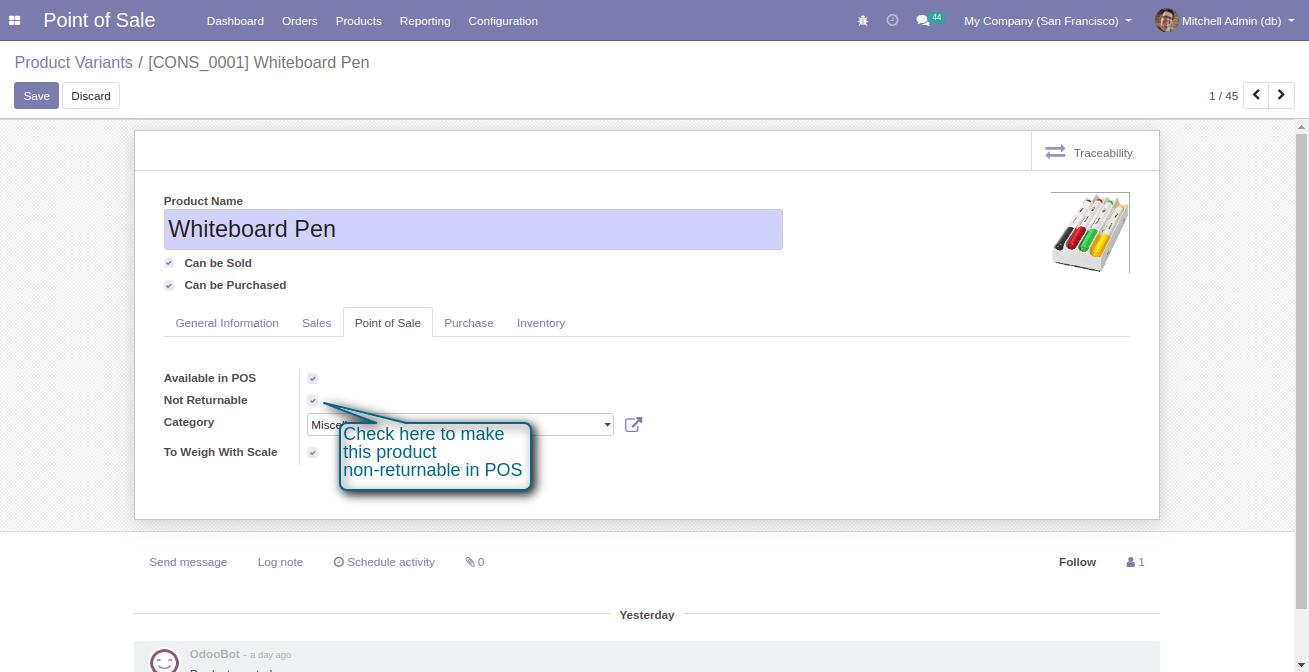 Point of Sale Dashboard Orders Products Reporting Configuration 44 My Company (San Francisco) Mitchell Admin (db)
Product Variants / [CONS_0001] Whiteboard Pen
Save Discard 1 / 45
Traceability
Product Name
Whiteboard Pen
Can be Sold
Can be Purchased
General Information Sales Point of Sale Purchase Inventory
Available in POS
Not Returnable
Category
To Weigh With Scale
Check here to make
this product
non-returnable in POS
Send message Log note Schedule activity 0 Follow 1
Yesterday
OdooBot - a day ago